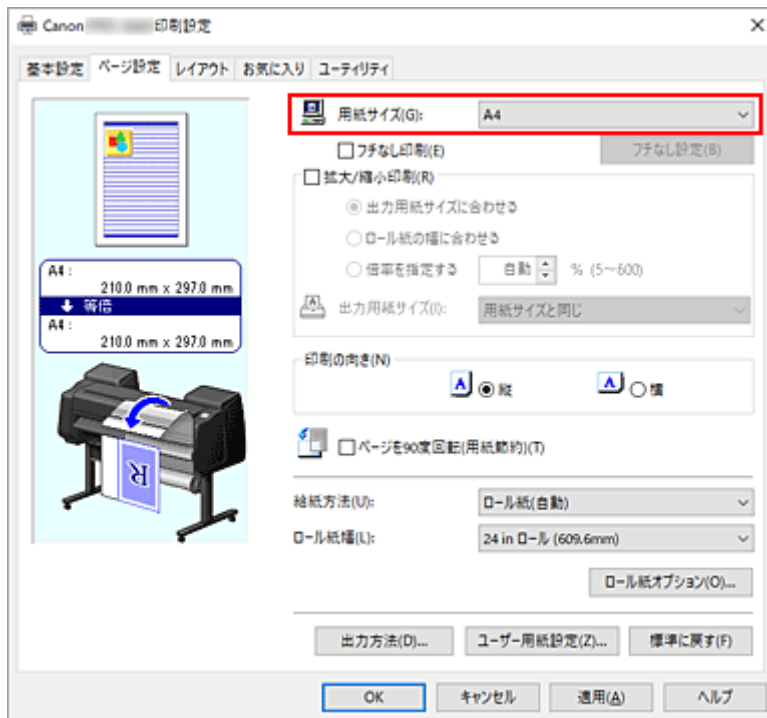 Canon 印刷設定
基本設定 ページ設定 レイアウト お気に入り ユーティリティ
用紙サイズ(G): A4
フチなし印刷(E) フチなし設定(B)
拡大/縮小印刷(R)
出力用紙サイズに合わせる
ロール紙の幅に合わせる
倍率を指定する 自動 % (5～600)
出力用紙サイズ(I): 用紙サイズと同じ
A4 :
210.0 mm x 297.0 mm
等倍
A4 :
210.0 mm x 297.0 mm
R
印刷の向き(N)
A 縦 A 横
ページを90度回転(用紙節約)(T)
給紙方法(U): ロール紙(自動)
ロール紙幅(L): 24 in ロール (609.6mm)
ロール紙オプション(O)...
出力方法(D)... ユーザー用紙設定(Z)... 標準に戻す(F)
OK キャンセル 適用(A) ヘルプ